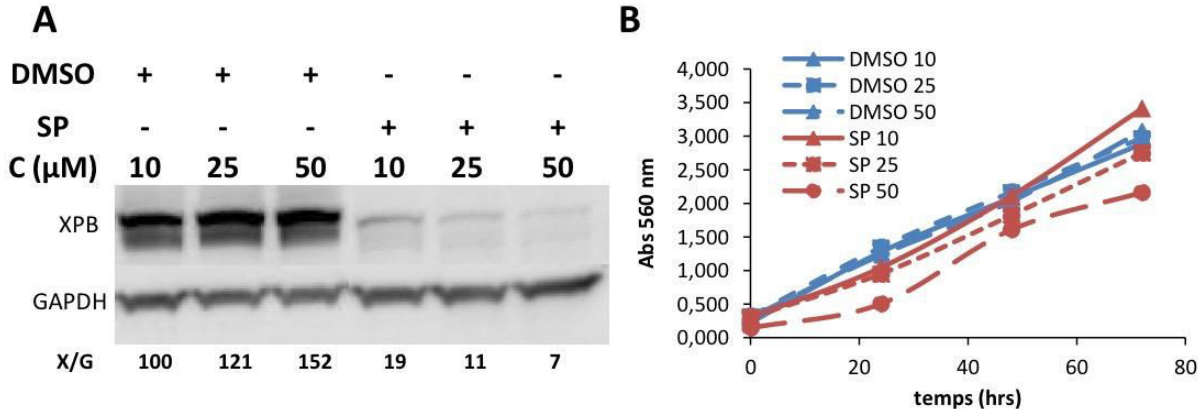 A
DMSO + + + - - -
SP - - - + + +
C (µM) 10 25 50 10 25 50
XPB
GAPDH
X/G 100 121 152 19 11 7
B
DMSO 10
DMSO 25
DMSO 50
SP 10
SP 25
SP 50
4,000
3,500
3,000
2,500
2,000
1,500
1,000
0,500
0,000
Abs 560 nm
0 20 40 60 80
temps (hrs)